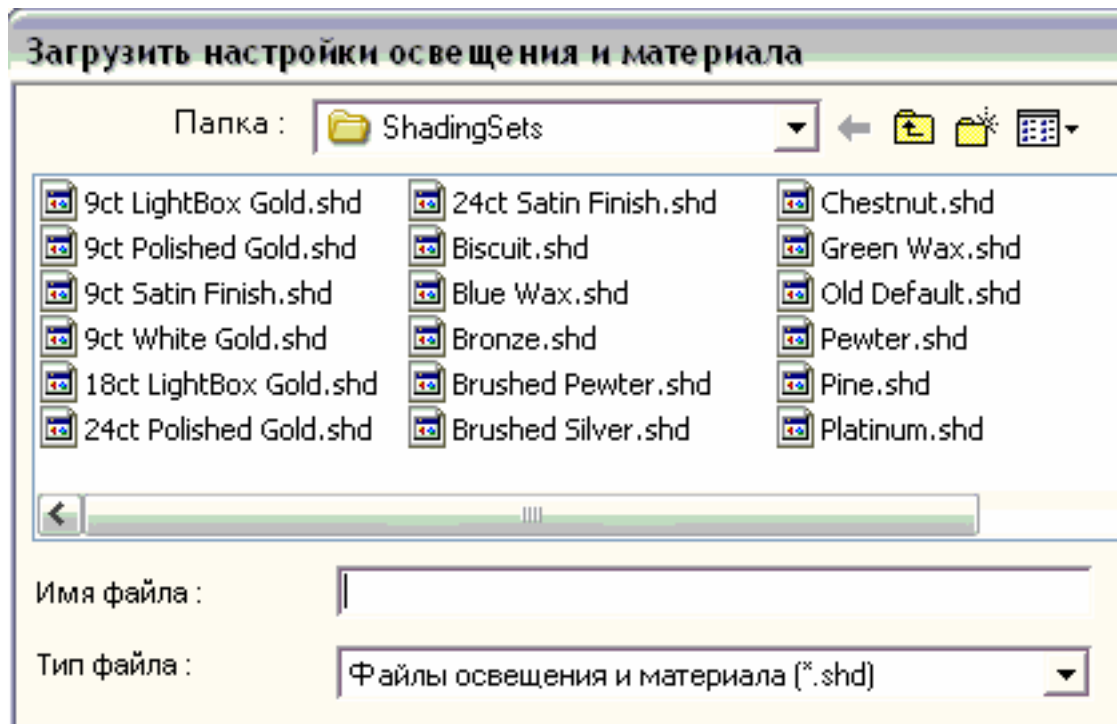 Загрузить настройки освещения и материала
Папка : ShadingSets
9ct LightBox Gold.shd 24ct Satin Finish.shd Chestnut.shd
9ct Polished Gold.shd Biscuit.shd Green Wax.shd
9ct Satin Finish.shd Blue Wax.shd Old Default.shd
9ct White Gold.shd Bronze.shd Pewter.shd
18ct LightBox Gold.shd Brushed Pewter.shd Pine.shd
24ct Polished Gold.shd Brushed Silver.shd Platinum.shd
Имя файла :
Тип файла : Файлы освещения и материала (*.shd)